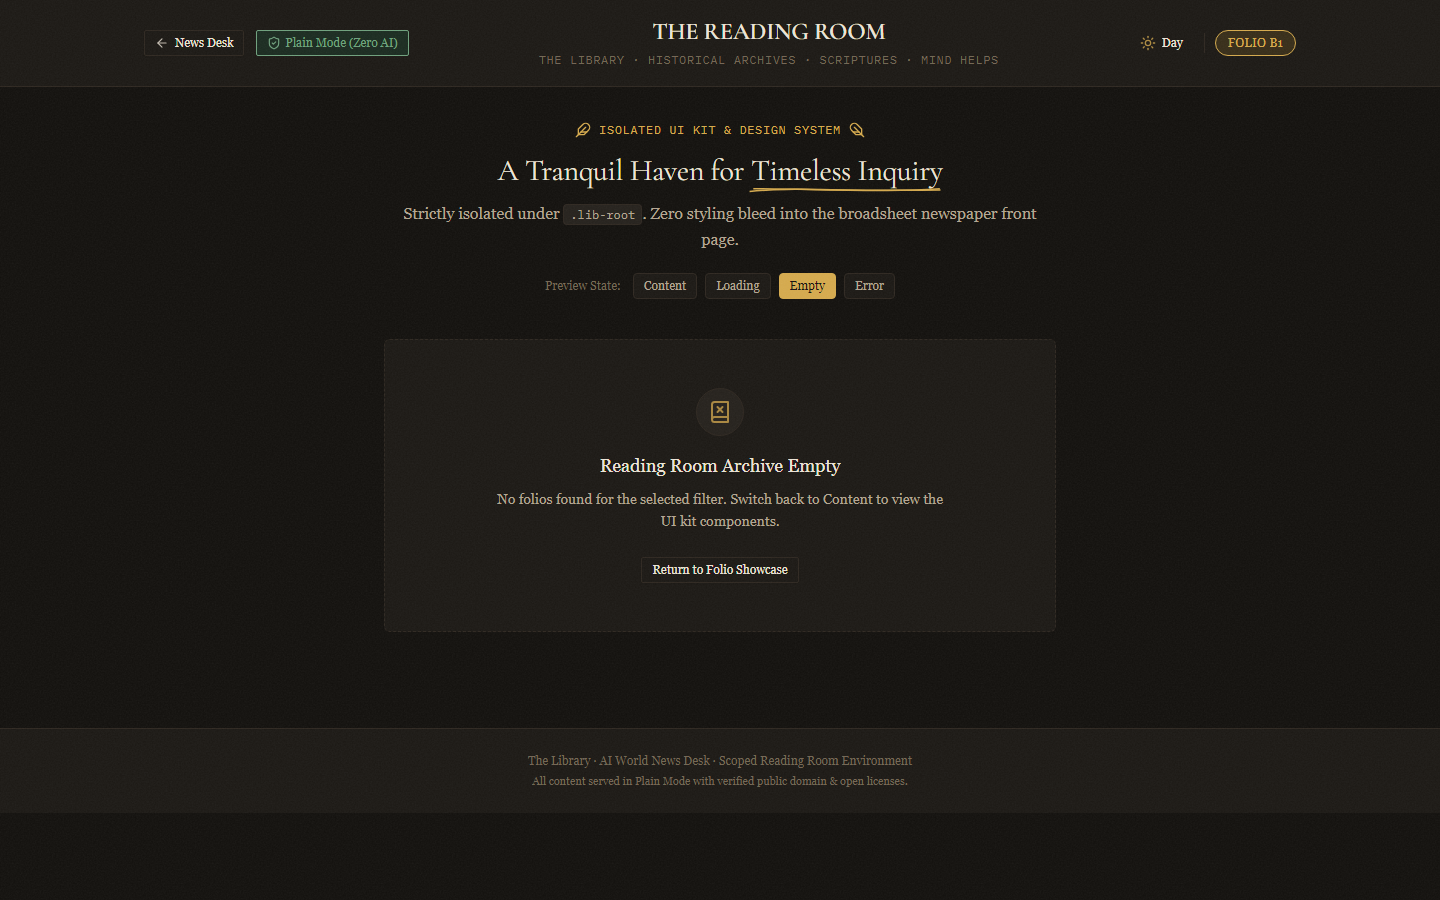 News Desk
Plain Mode (Zero AI)
THE READING ROOM
THE LIBRARY · HISTORICAL ARCHIVES · SCRIPTURES · MIND HELPS
Day
FOLIO B1
ISOLATED UI KIT & DESIGN SYSTEM
A Tranquil Haven for Timeless Inquiry
Strictly isolated under .lib-root. Zero styling bleed into the broadsheet newspaper front
page.
Preview State: Content Loading Empty Error
Reading Room Archive Empty
No folios found for the selected filter. Switch back to Content to view the
UI kit components.
Return to Folio Showcase
The Library · AI World News Desk · Scoped Reading Room Environment
All content served in Plain Mode with verified public domain & open licenses.